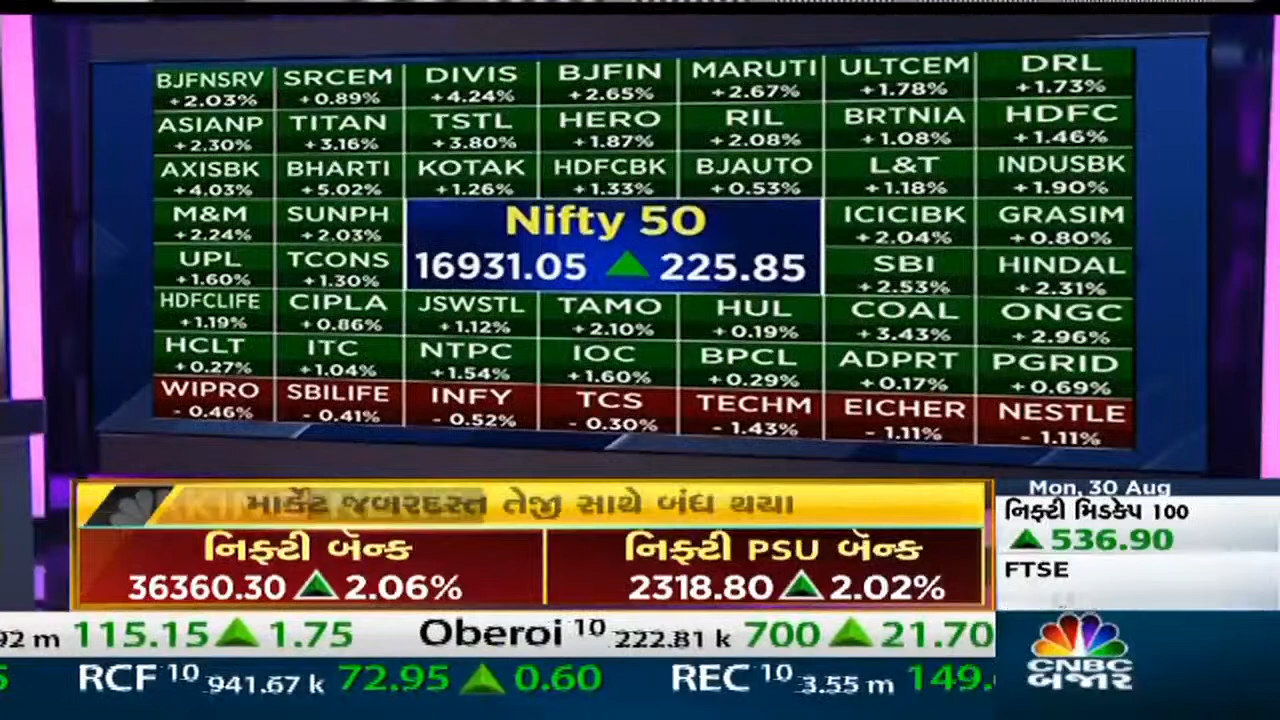 BJFNSRV SRCEM DIVIS BJFIN MARUTI ULTCEM DRL
+2.03% +0.89% +4.24% +2.65% +2.67% +1.78% +1.73%
ASIANP TITAN TSTL HERO RIL BRTNIA HDFC
+2.30% +3.16% +3.80% +1.87% +2.08% +1.08% +1.46%
AXISBK BHARTI KOTAK HDFCBK BJAUTO L&T INDUSBK
+4.03% +5.02% +1.26% +1.33% +0.53% +1.18% +1.90%
M&M SUNPH Nifty 50 ICICIBK GRASIM
+2.24% +2.03% +2.04% +0.80%
UPL TCONS 16931.05 ▲ 225.85 SBI HINDAL
+1.60% +1.30% +2.53% +2.31%
HDFCLIFE CIPLA JSWSTL TAMO HUL COAL ONGC
+1.19% +0.86% +1.12% +2.10% +0.19% +3.43% +2.96%
HCLT ITC NTPC IOC BPCL ADPRT PGRID
+0.27% +1.04% +1.54% +1.60% +0.29% +0.17% +0.69%
WIPRO SBILIFE INFY TCS TECHM EICHER NESTLE
- 0.46% - 0.41% - 0.52% - 0.30% - 1.43% - 1.11% - 1.11%
માર્કેટ જબરદસ્ત તેજી સાથે બંધ થયા
નિફ્ટી બૅન્ક નિફ્ટી PSU બૅન્ક
36360.30 ▲ 2.06% 2318.80 ▲ 2.02%
Mon, 30 Aug
નિફ્ટી મિડકેપ 100
▲ 536.90
FTSE
92 m 115.15 ▲ 1.75 Oberoi 10 222.81 k 700 ▲ 21.70
5 RCF 10 941.67 k 72.95 ▲ 0.60 REC 10 3.55 m 149.
CNBC
બજાર